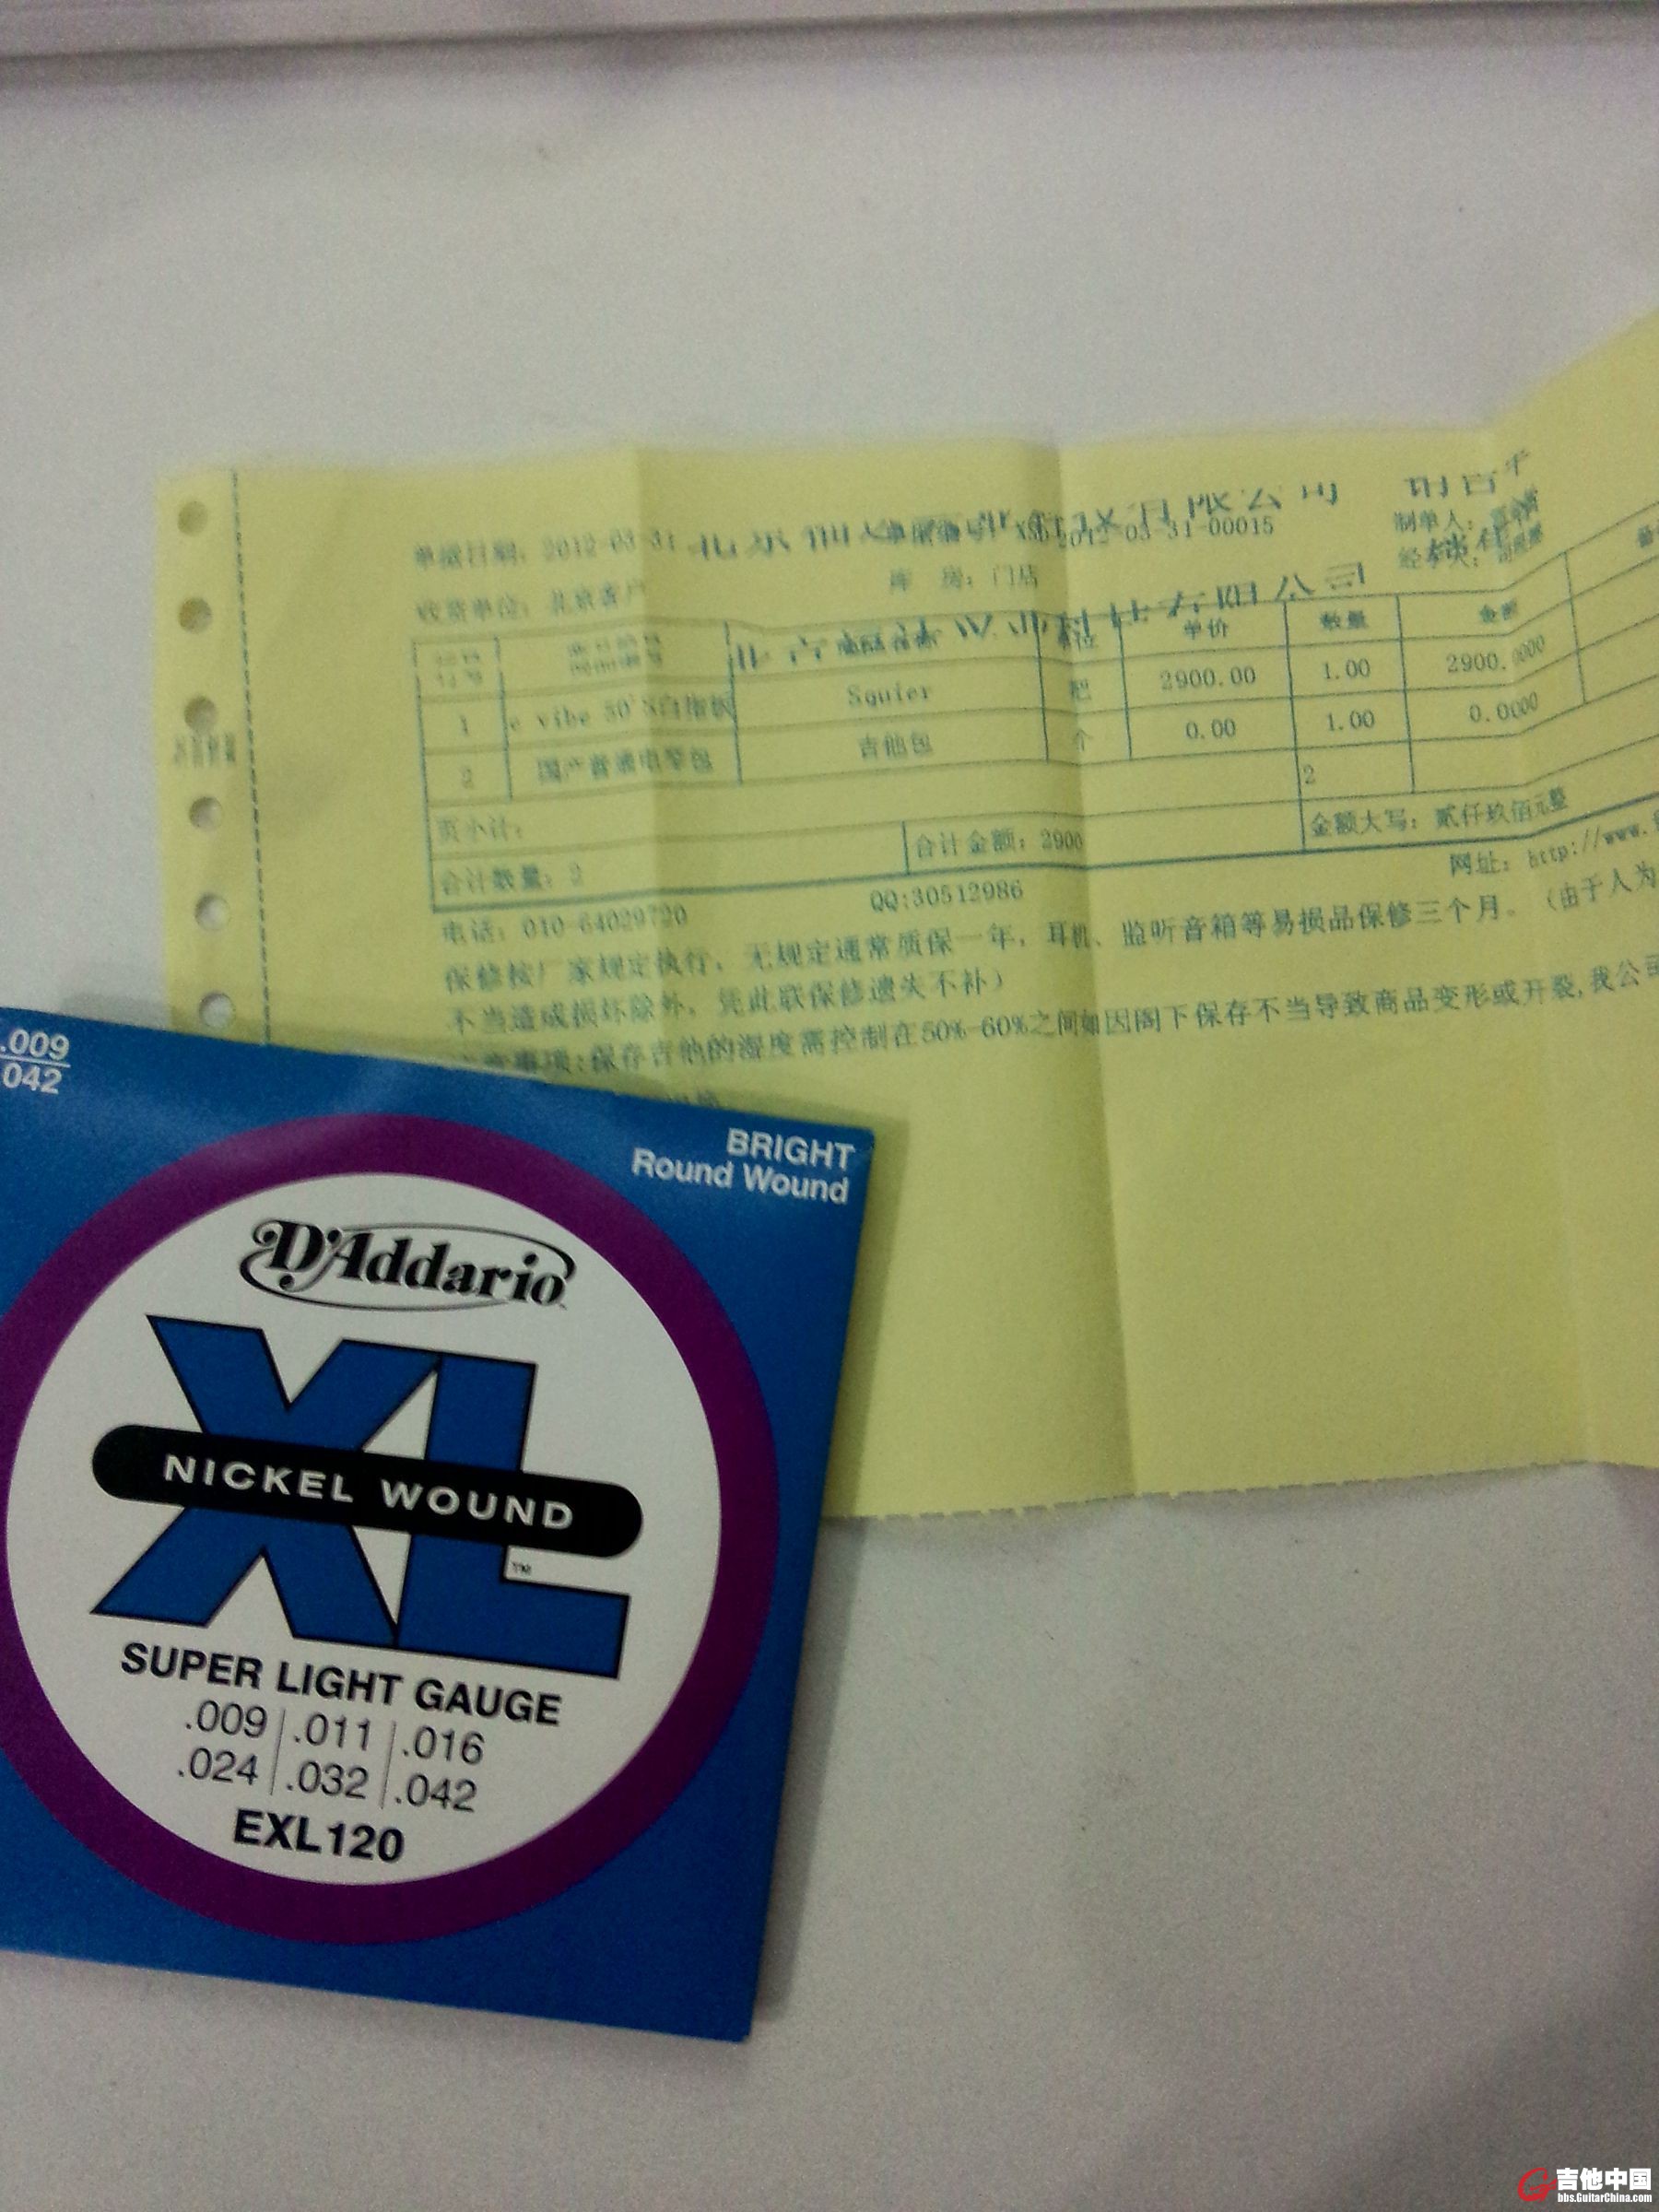 单据日期: 2012-03-31 2012-03-31-00015 制单人:
收货单位: 北京客户 库 房: 门店
单价 数量 金额
1 e vibe 50' S白指板 Squier 把 2900.00 1.00 2900.0000
2 国产普通电琴包 吉他包 个 0.00 1.00 0.0000
页小计: 2
合计数量: 2 合计金额: 2900 金额大写: 贰仟玖佰元整
电话: 010-64029720 QQ:30512986 网址: http://www.
保修按厂家规定执行, 无规定通常质保一年, 耳机、监听音箱等易损品保修三个月。(由于人为
不当造成损坏除外, 凭此联保修遗失不补)
事项:保存吉他的湿度需控制在50%-60%之间如因阁下保存不当导致商品变形或开裂,我公司
.009
.042
BRIGHT
Round Wound
D'Addario
XL
NICKEL WOUND
™
SUPER LIGHT GAUGE
.009 .011 .016
.024 .032 .042
EXL120
吉他中国
bbs.GuitarChina.com